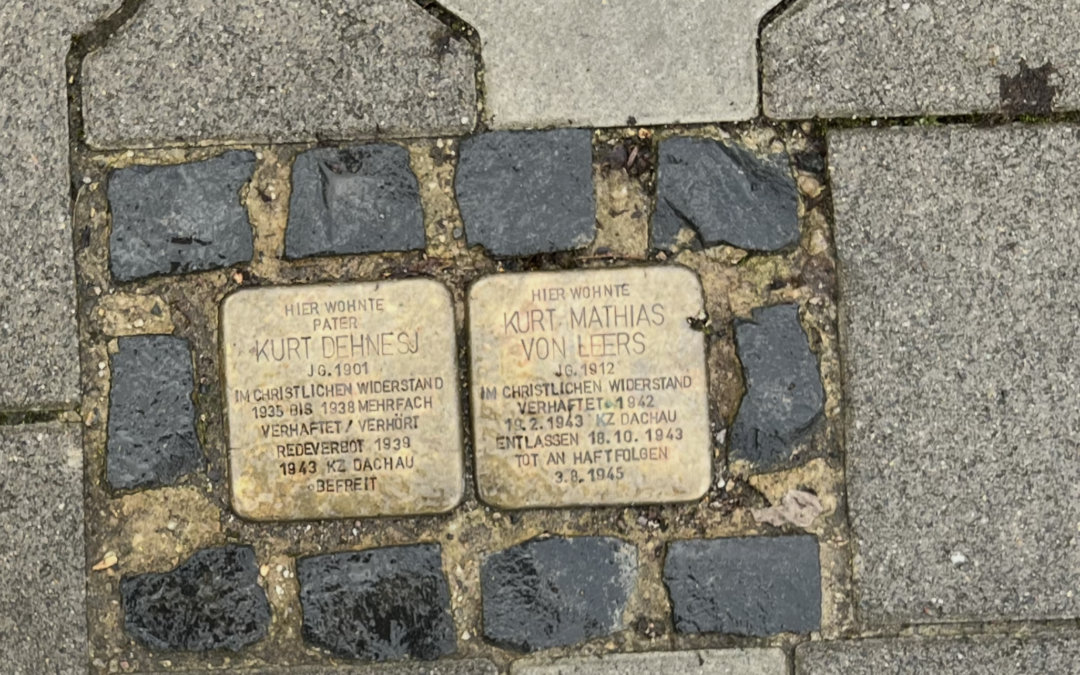 HIER WOHNTE
PATER
KURT DEHNESJ
JG. 1901
IM CHRISTLICHEN WIDERSTAND
1935 BIS 1938 MEHRFACH
VERHAFTET / VERHÖRT
REDEVERBOT 1939
1943 KZ DACHAU
BEFREIT
HIER WOHNTE
KURT MATHIAS
VON LEERS
JG. 1912
IM CHRISTLICHEN WIDERSTAND
VERHAFTET 1942
19.2.1943 KZ DACHAU
ENTLASSEN 18.10.1943
TOT AN HAFTFOLGEN
3.8.1945